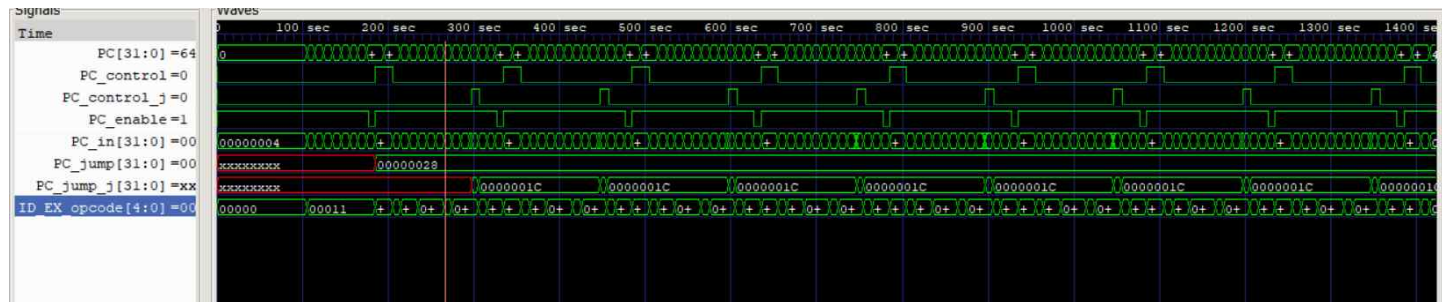 Signals
Waves
Time
100 sec 200 sec 300 sec 400 sec 500 sec 600 sec 700 sec 800 sec 900 sec 1000 sec 1100 sec 1200 sec 1300 sec 1400 se
PC[31:0] =64 0 + + + + + + + + + + + + + + + + + +
PC_control =0
PC_control_j =0
PC_enable =1
PC_in[31:0] =00 00000004 + + + + + + + + +
PC_jump[31:0] =00 xxxxxxxx 00000028
PC_jump_j[31:0] =xx xxxxxxxx 0000001C 0000001C 0000001C 0000001C 0000001C 0000001C 0000001C 0000001C
ID_EX_opcode[4:0] =00 00000 00011 + + 0+ 0+